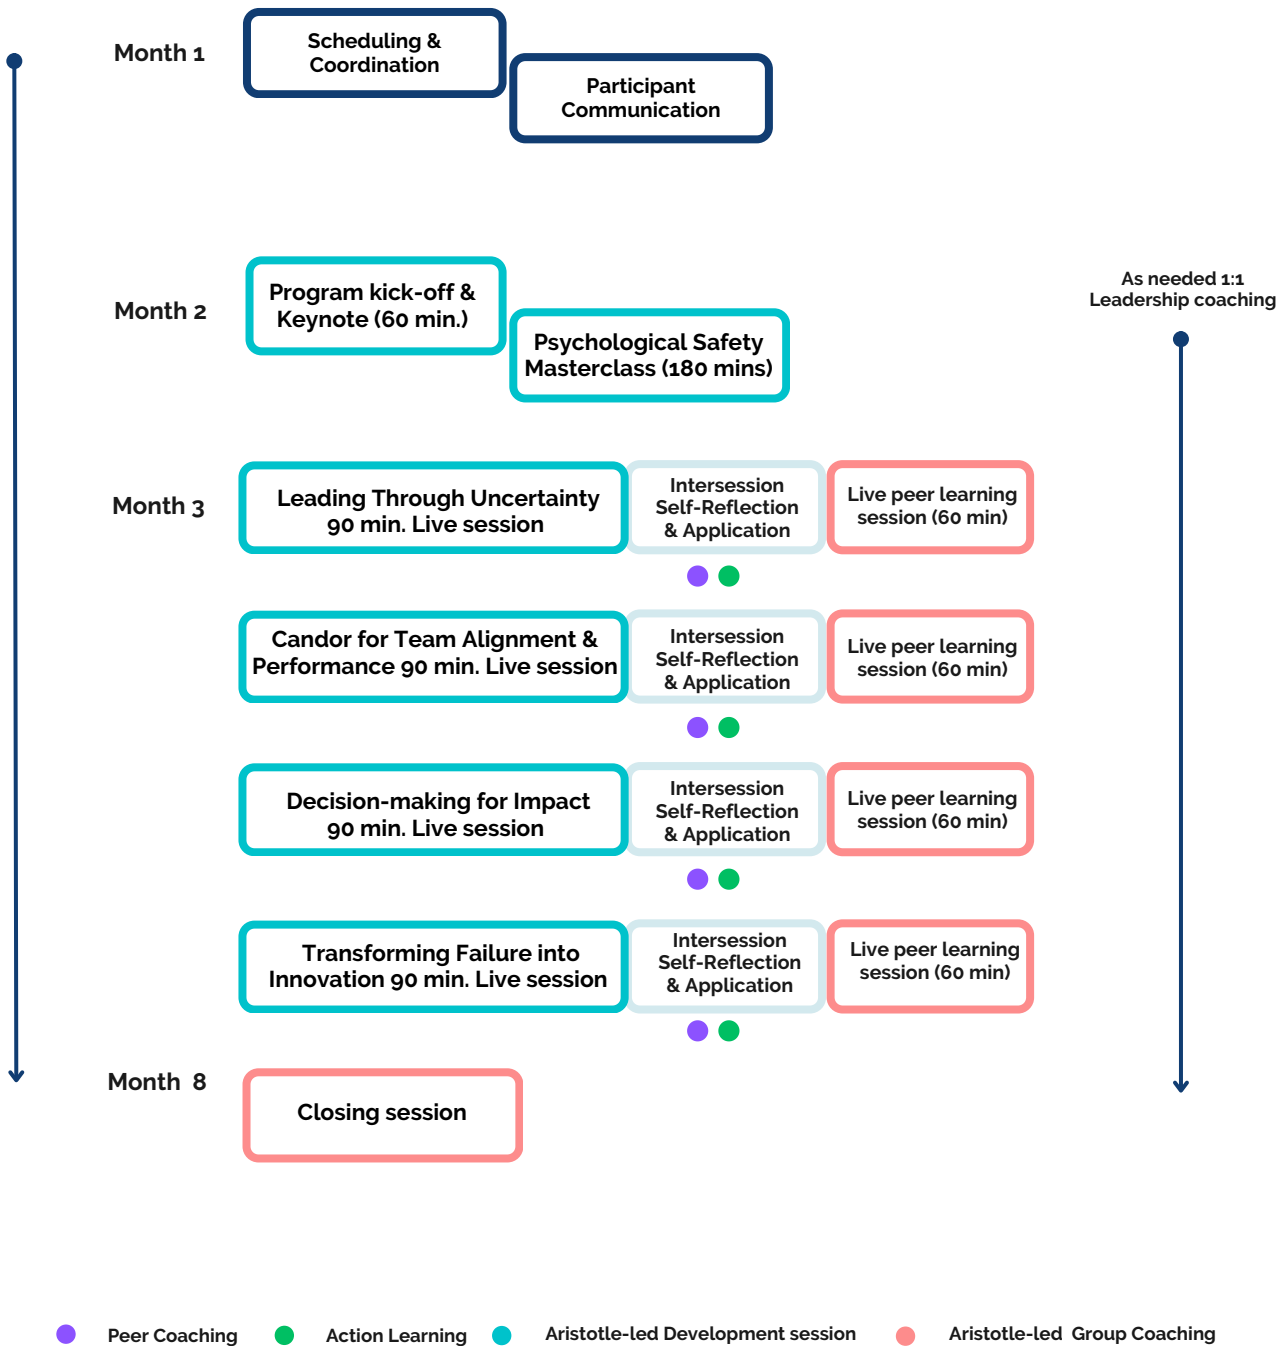 Month 1
Scheduling &
Coordination
Participant
Communication
Month 2
Program kick-off &
Keynote (60 min.)
Psychological Safety
Masterclass (180 mins)
As needed 1:1
Leadership coaching
Month 3
Leading Through Uncertainty
90 min. Live session
Intersession
Self-Reflection
& Application
Live peer learning
session (60 min)
Candor for Team Alignment &
Performance 90 min. Live session
Intersession
Self-Reflection
& Application
Live peer learning
session (60 min)
Decision-making for Impact
90 min. Live session
Intersession
Self-Reflection
& Application
Live peer learning
session (60 min)
Transforming Failure into
Innovation 90 min. Live session
Intersession
Self-Reflection
& Application
Live peer learning
session (60 min)
Month 8
Closing session
Peer Coaching
Action Learning
Aristotle-led Development session
Aristotle-led Group Coaching